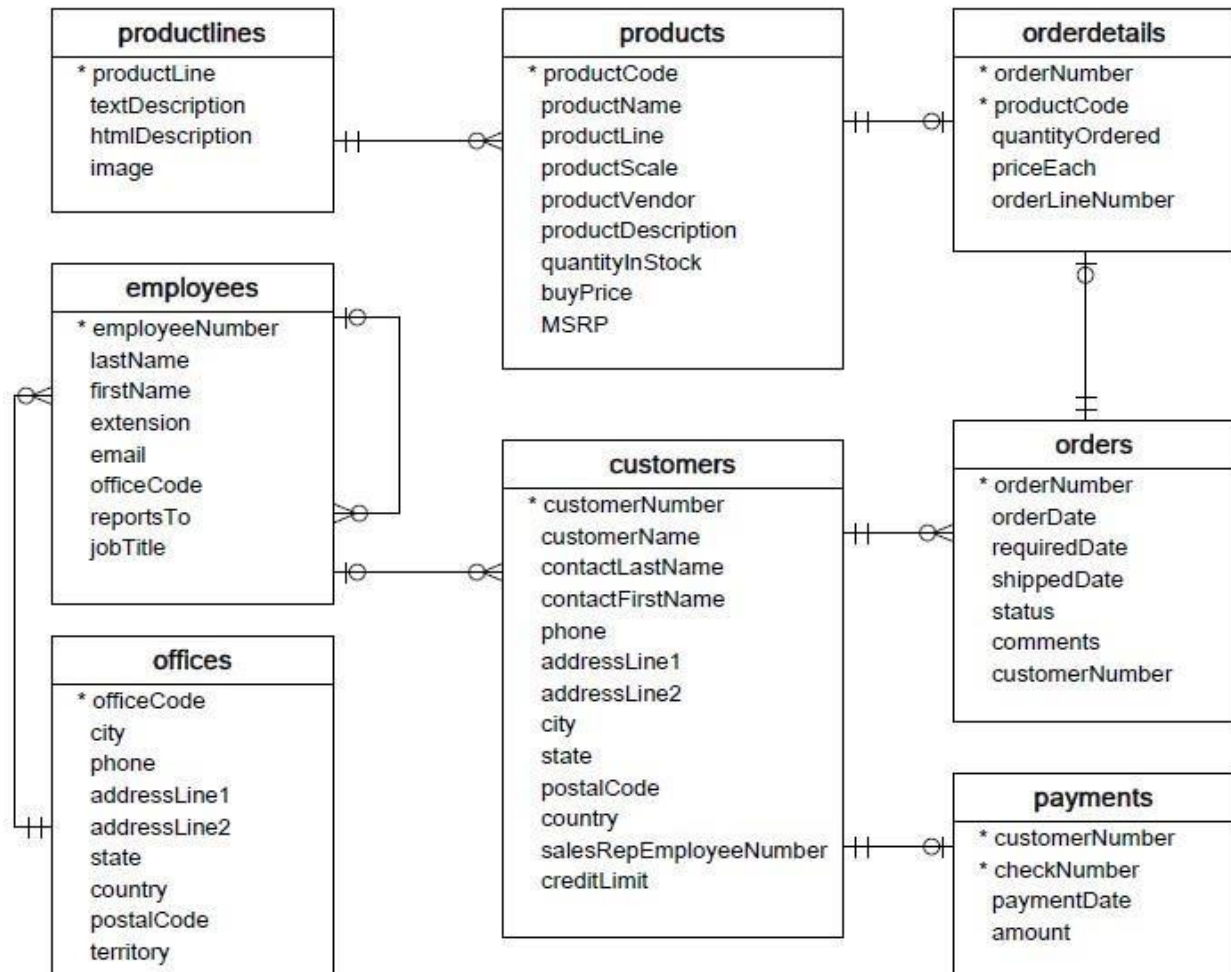 productlines
* productLine
textDescription
htmlDescription
image
products
* productCode
productName
productLine
productScale
productVendor
productDescription
quantityInStock
buyPrice
MSRP
orderdetails
* orderNumber
* productCode
quantityOrdered
priceEach
orderLineNumber
employees
* employeeNumber
lastName
firstName
extension
email
officeCode
reportsTo
jobTitle
customers
* customerNumber
customerName
contactLastName
contactFirstName
phone
addressLine1
addressLine2
city
state
postalCode
country
salesRepEmployeeNumber
creditLimit
orders
* orderNumber
orderDate
requiredDate
shippedDate
status
comments
customerNumber
offices
* officeCode
city
phone
addressLine1
addressLine2
state
country
postalCode
territory
payments
* customerNumber
* checkNumber
paymentDate
amount